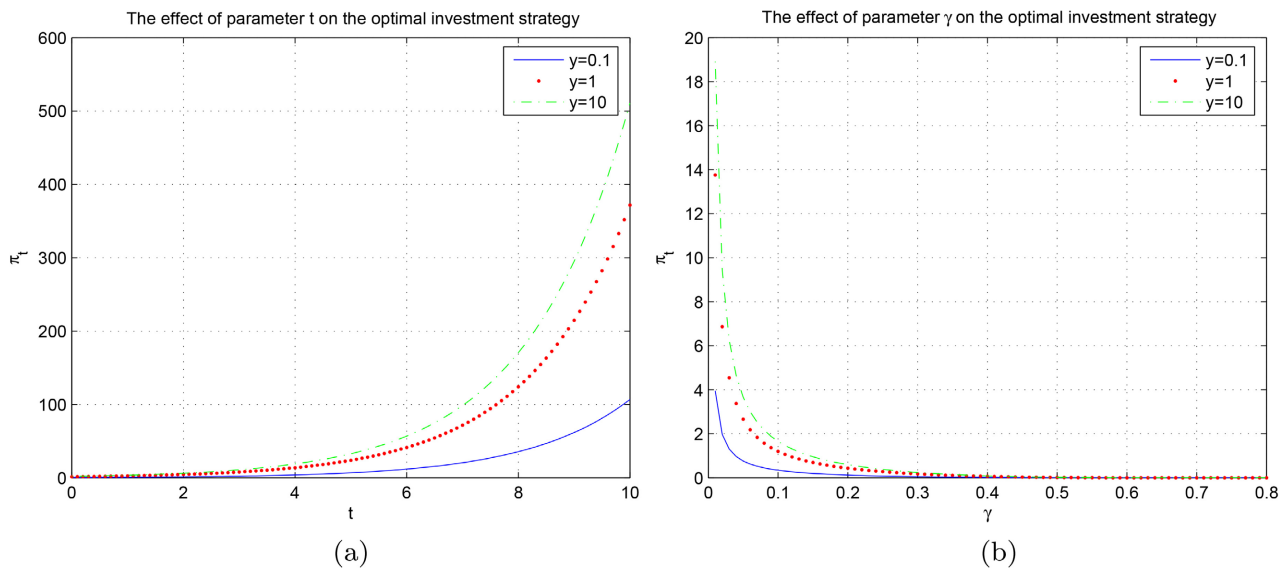 The effect of parameter t on the optimal investment strategy
600
500
400
300
200
100
0
π_t
0 2 4 6 8 10
t
y=0.1
y=1
y=10
(a)
The effect of parameter γ on the optimal investment strategy
20
18
16
14
12
10
8
6
4
2
0
π_t
0 0.1 0.2 0.3 0.4 0.5 0.6 0.7 0.8
γ
y=0.1
y=1
y=10
(b)